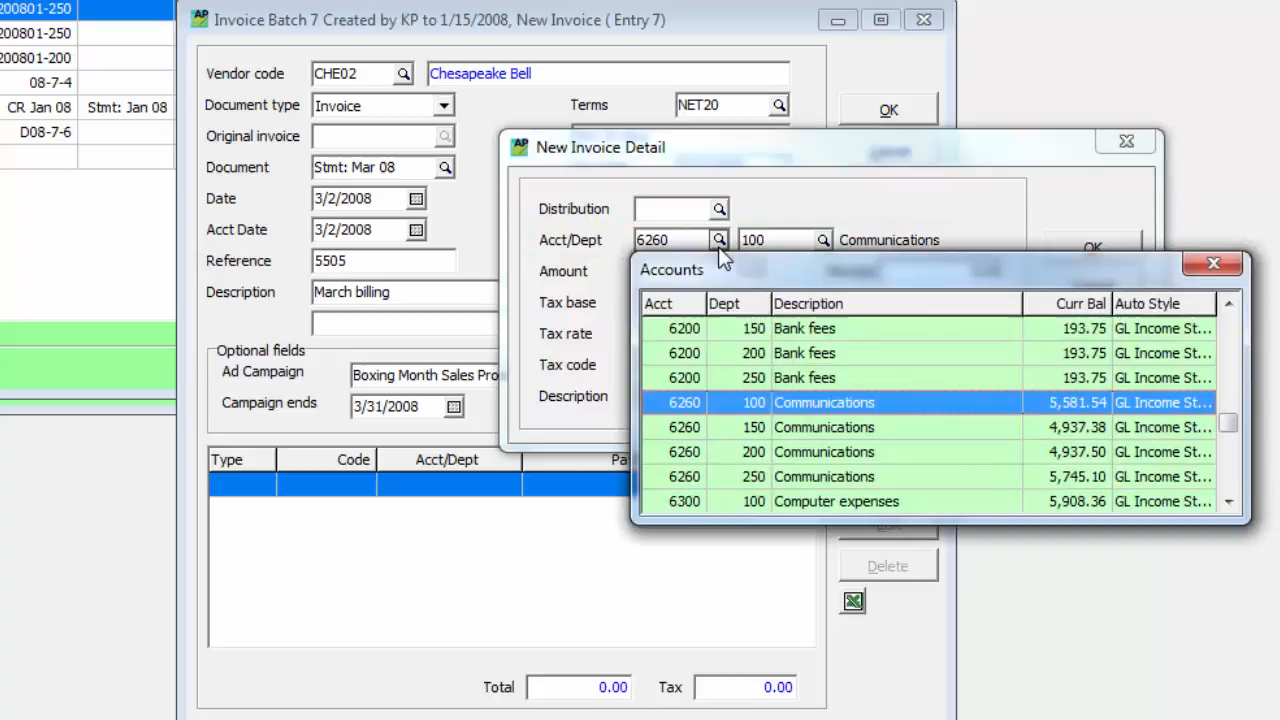 200801-250
200801-250
200801-200
08-7-4
CR Jan 08 Stmt: Jan 08
D08-7-6
Invoice Batch 7 Created by KP to 1/15/2008, New Invoice ( Entry 7)
Vendor code CHE02 Chesapeake Bell
Document type Invoice Terms NET20
OK
Original invoice
Document Stmt: Mar 08
Date 3/2/2008
Acct Date 3/2/2008
Reference 5505
Description March billing
Optional fields
Ad Campaign Boxing Month Sales Pro
Campaign ends 3/31/2008
Type Code Acct/Dept Pa
Delete
Total 0.00 Tax 0.00
New Invoice Detail
Distribution
Acct/Dept 6260 100 Communications
OK
Amount
Tax base
Tax rate
Tax code
Description
Accounts
Acct Dept Description Curr Bal Auto Style
6200 150 Bank fees 193.75 GL Income St...
6200 200 Bank fees 193.75 GL Income St...
6200 250 Bank fees 193.75 GL Income St...
6260 100 Communications 5,581.54 GL Income St...
6260 150 Communications 4,937.38 GL Income St...
6260 200 Communications 4,937.50 GL Income St...
6260 250 Communications 5,745.10 GL Income St...
6300 100 Computer expenses 5,908.36 GL Income St...